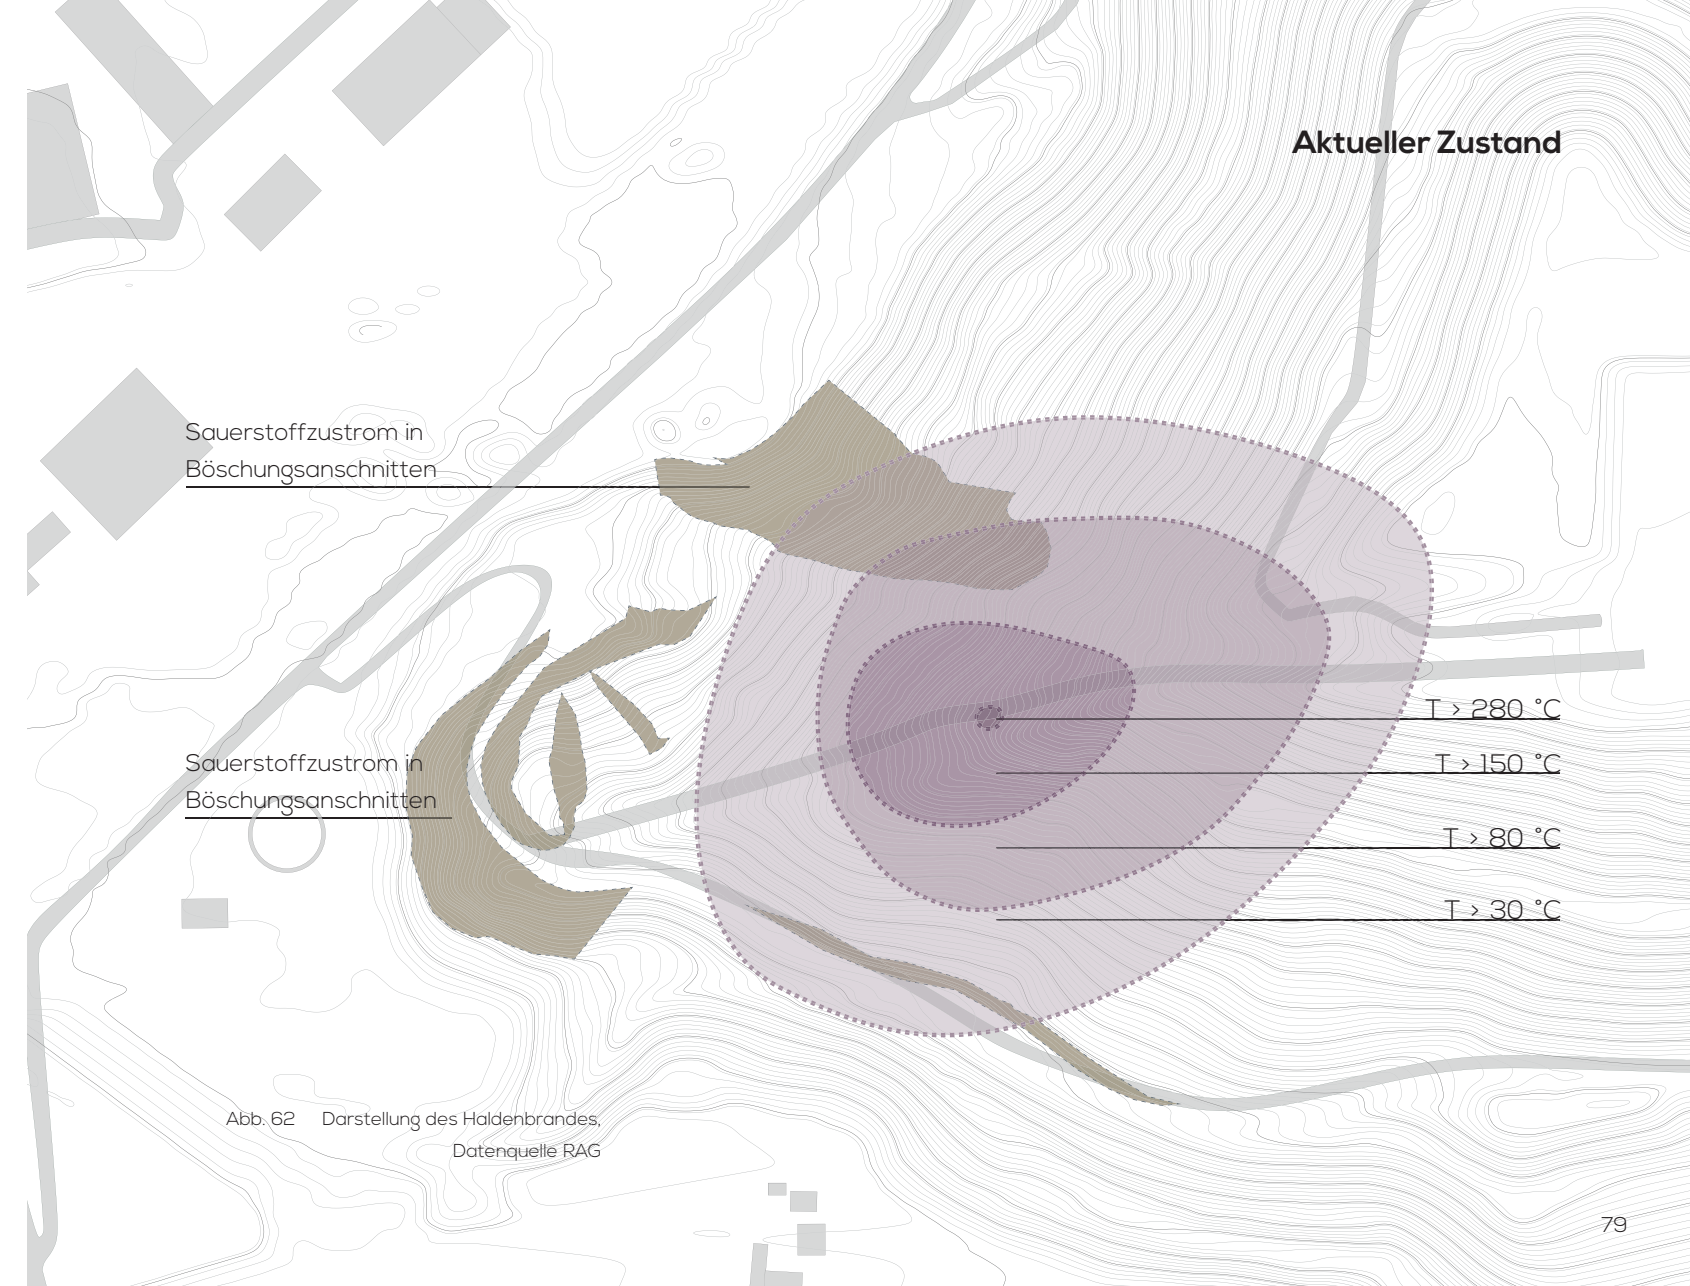 Aktueller Zustand
Sauerstoffzustrom in
Böschungsanschnitten
T > 280 °C
T > 150 °C
T > 80 °C
T > 30 °C
Sauerstoffzustrom in
Böschungsanschnitten
Abb. 62 Darstellung des Haldenbrandes,
Datenquelle RAG
79